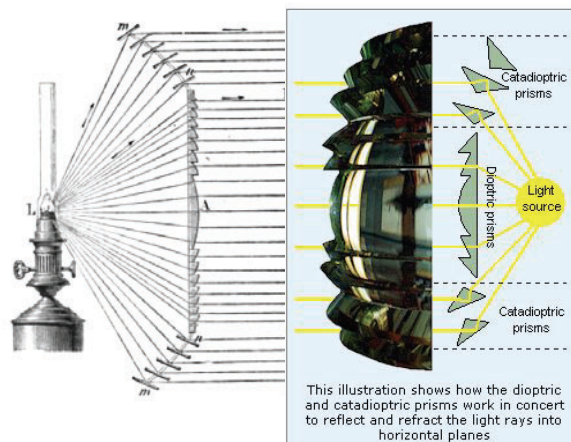 m
n
L
A
n
m
Catadioptric
prisms
Dioptric prisms
Light
source
Catadioptric
prisms
This illustration shows how the dioptric
and catadioptric prisms work in concert
to reflect and refract the light rays into
horizontal planes